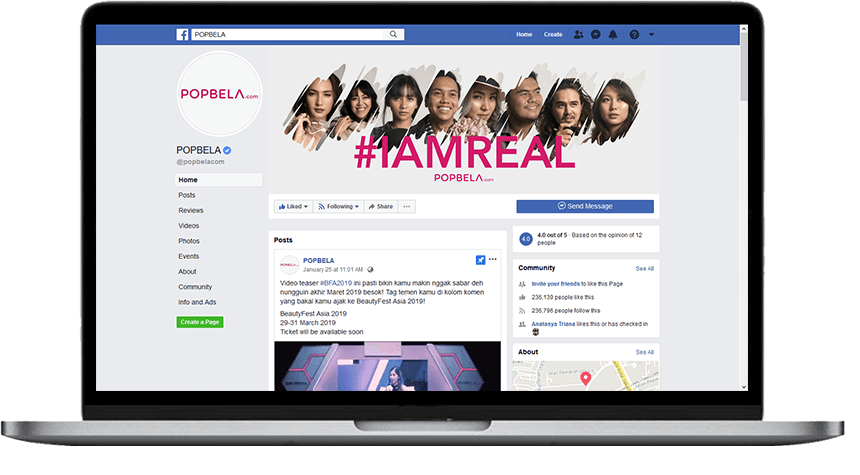 POPBELA
Home
Create
POPBELA.com
#IAMREAL
POPBELA.com
POPBELA
@popbelacom
Home
Posts
Reviews
Videos
Photos
Events
About
Community
Info and Ads
Create a Page
Liked
Following
Share
Send Message
Posts
POPBELA
January 25 at 11:01 AM
Video teaser #BFA2019 ini pasti bikin kamu makin nggak sabar deh
nungguin akhir Maret 2019 besok! Tag temen kamu di kolom komen
yang bakal kamu ajak ke BeautyFest Asia 2019!
BeautyFest Asia 2019
29-31 March 2019
Ticket will be available soon
4.0
4.0 out of 5 · Based on the opinion of 12
people
Community
See All
Invite your friends to like this Page
236,139 people like this
236,796 people follow this
Anatasya Triana likes this or has checked in
About
See All